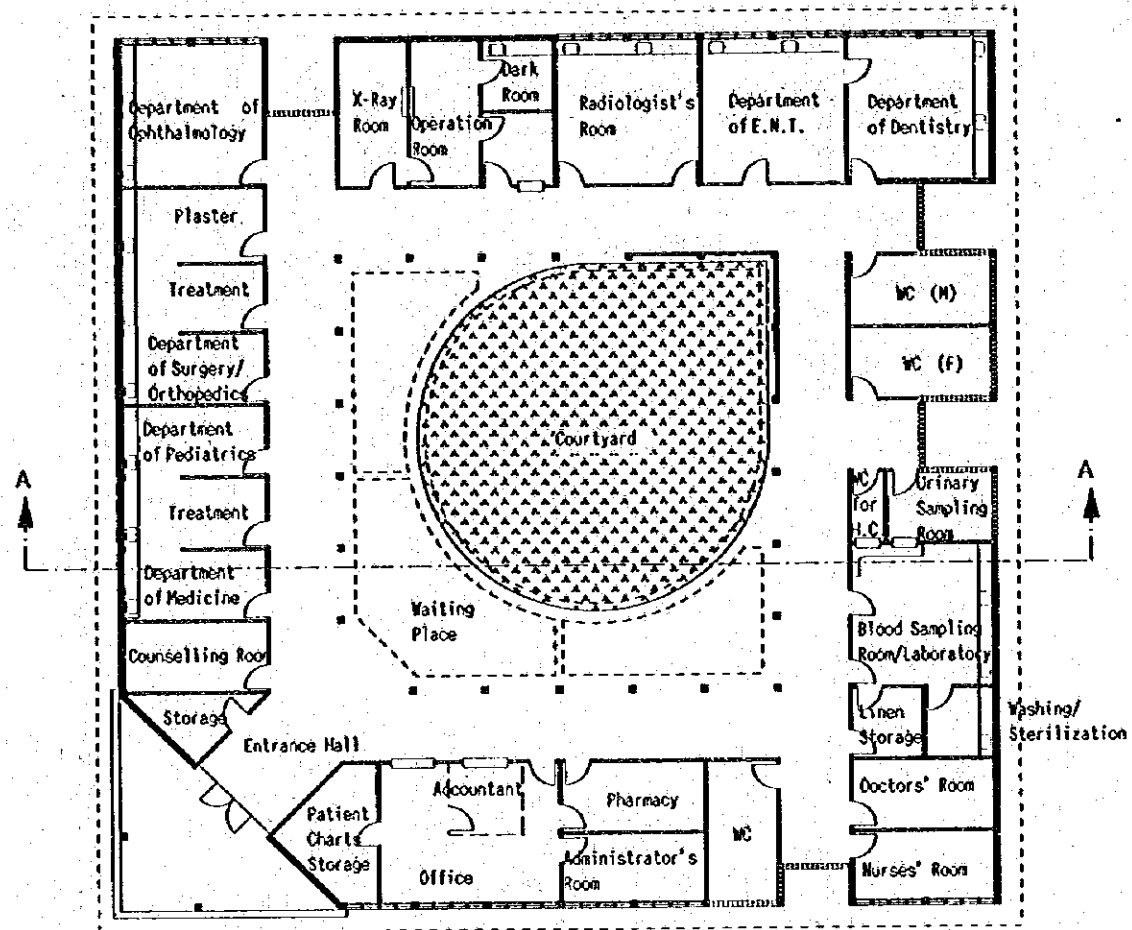 Department of
Ophthalmology
X-Ray
Room
Operation
Room
Dark
Room
Radiologist's
Room
Department
of E.N.T.
Department
of Dentistry
Plaster
Treatment
Department
of Surgery/
Orthopedics
Department
of Pediatrics
Treatment
Department
of Medicine
Counselling Room
Storage
Entrance Hall
Courtyard
Waiting
Place
WC (M)
WC (F)
WC
for
H.C
Urinary
Sampling
Room
A
A
Blood Sampling
Room/Laboratory
Linen
Storage
Washing/
Sterilization
Doctors' Room
Nurses' Room
Patient
Charts
Storage
Accountant
Office
Pharmacy
Administrator's
Room
WC